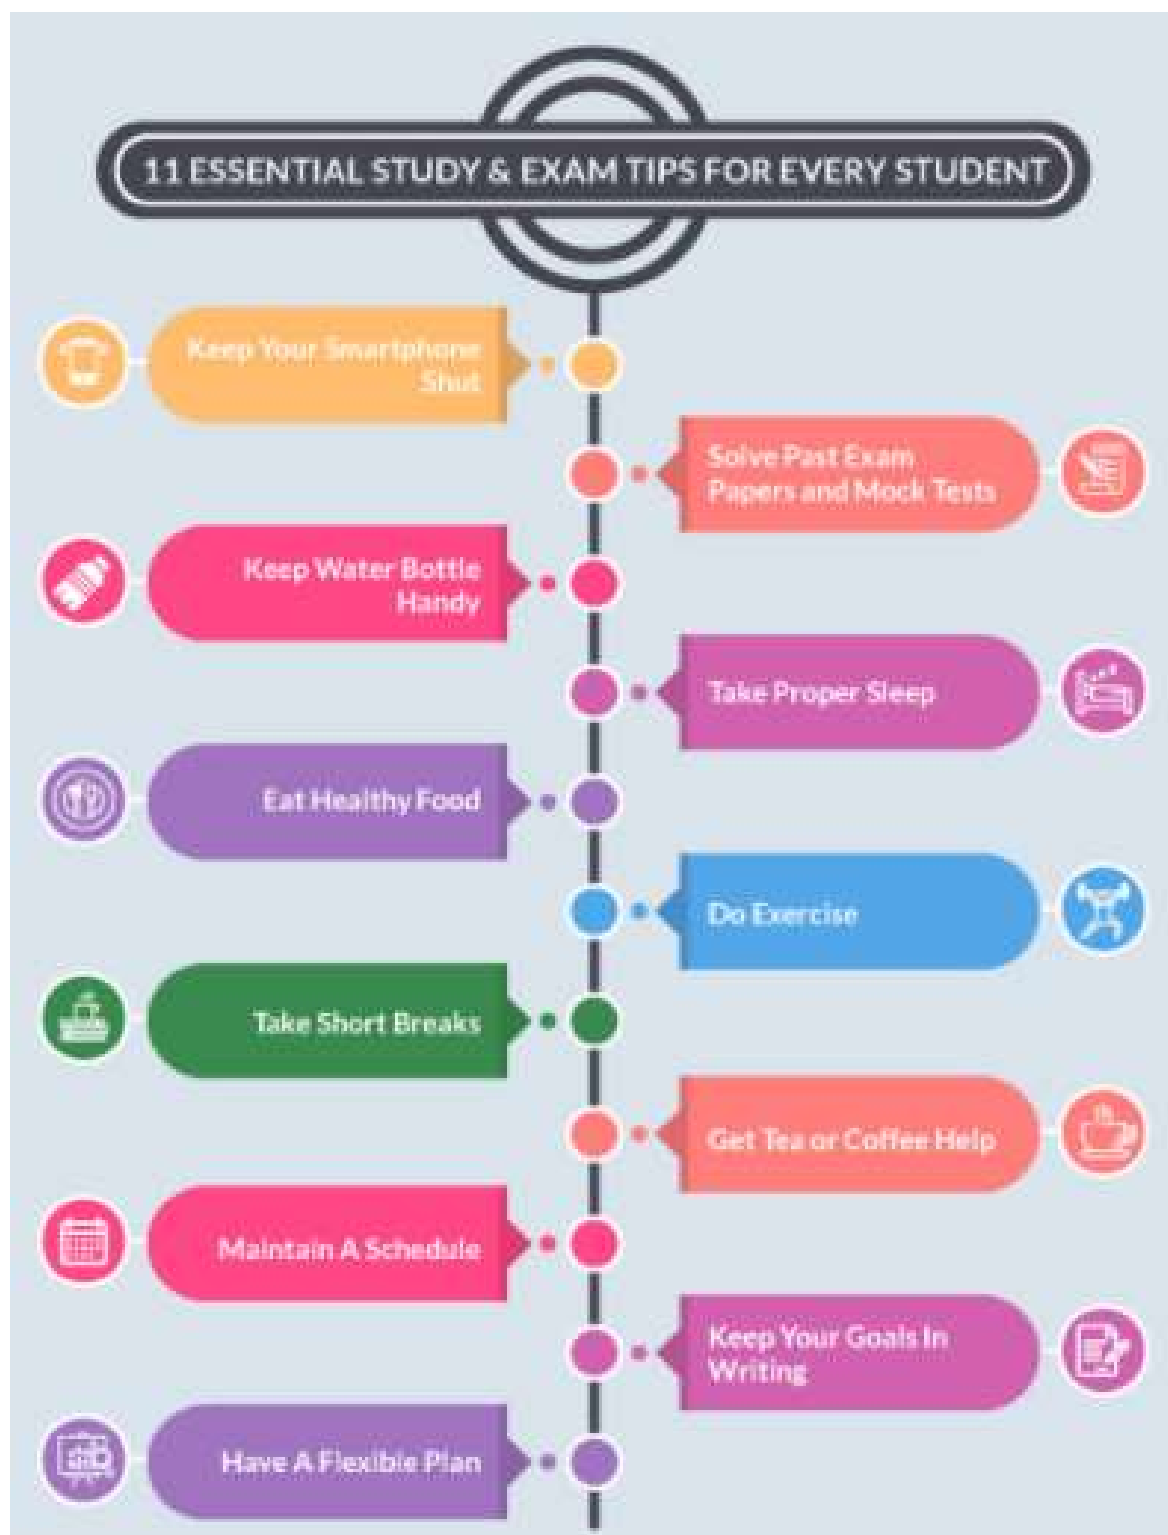 11 ESSENTIAL STUDY & EXAM TIPS FOR EVERY STUDENT
Keep Your Smartphone
Shut
Solve Past Exam
Papers and Mock Tests
Keep Water Bottle
Handy
Take Proper Sleep
Eat Healthy Food
Do Exercise
Take Short Breaks
Get Tea or Coffee Help
Maintain A Schedule
Keep Your Goals In
Writing
Have A Flexible Plan